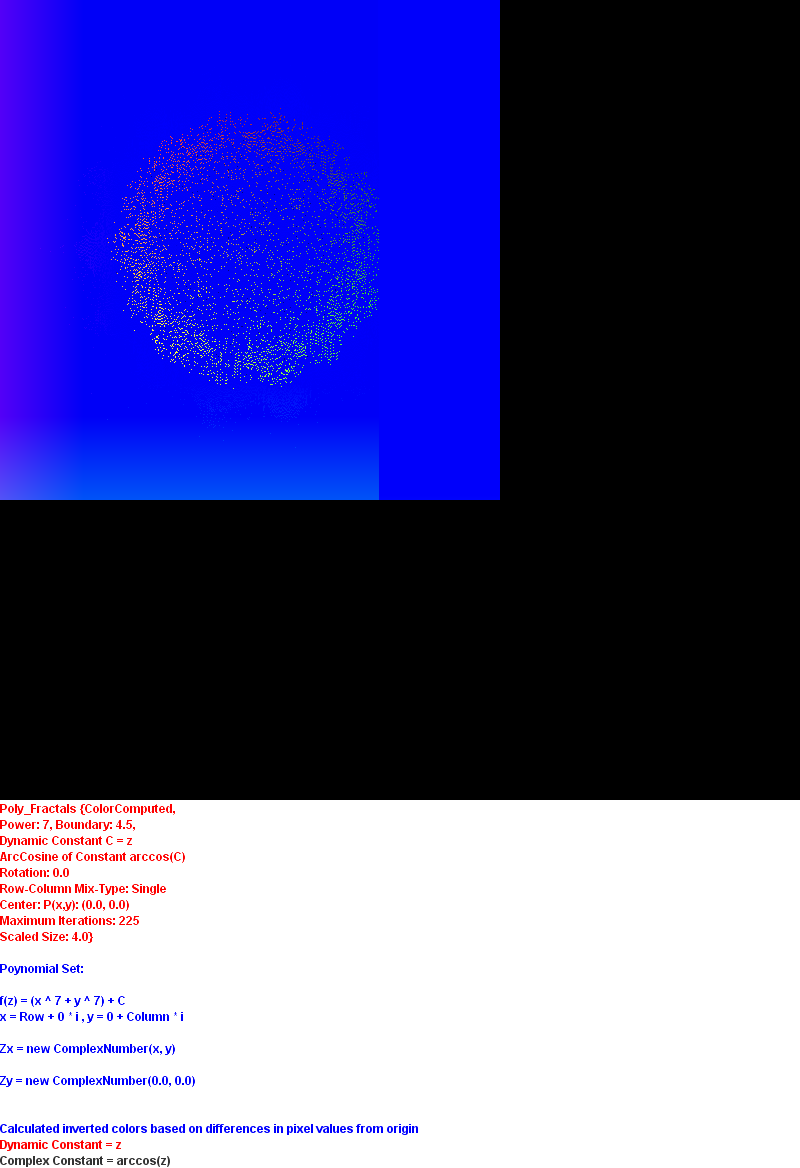 Poly_Fractals {ColorComputed,
Power: 7, Boundary: 4.5,
Dynamic Constant C = z
ArcCosine of Constant arccos(C)
Rotation: 0.0
Row-Column Mix-Type: Single
Center: P(x,y): (0.0, 0.0)
Maximum Iterations: 225
Scaled Size: 4.0}
Poynomial Set:
f(z) = (x ^ 7 + y ^ 7) + C
x = Row + 0 * i , y = 0 + Column * i
Zx = new ComplexNumber(x, y)
Zy = new ComplexNumber(0.0, 0.0)
Calculated inverted colors based on differences in pixel values from origin
Dynamic Constant = z
Complex Constant = arccos(z)